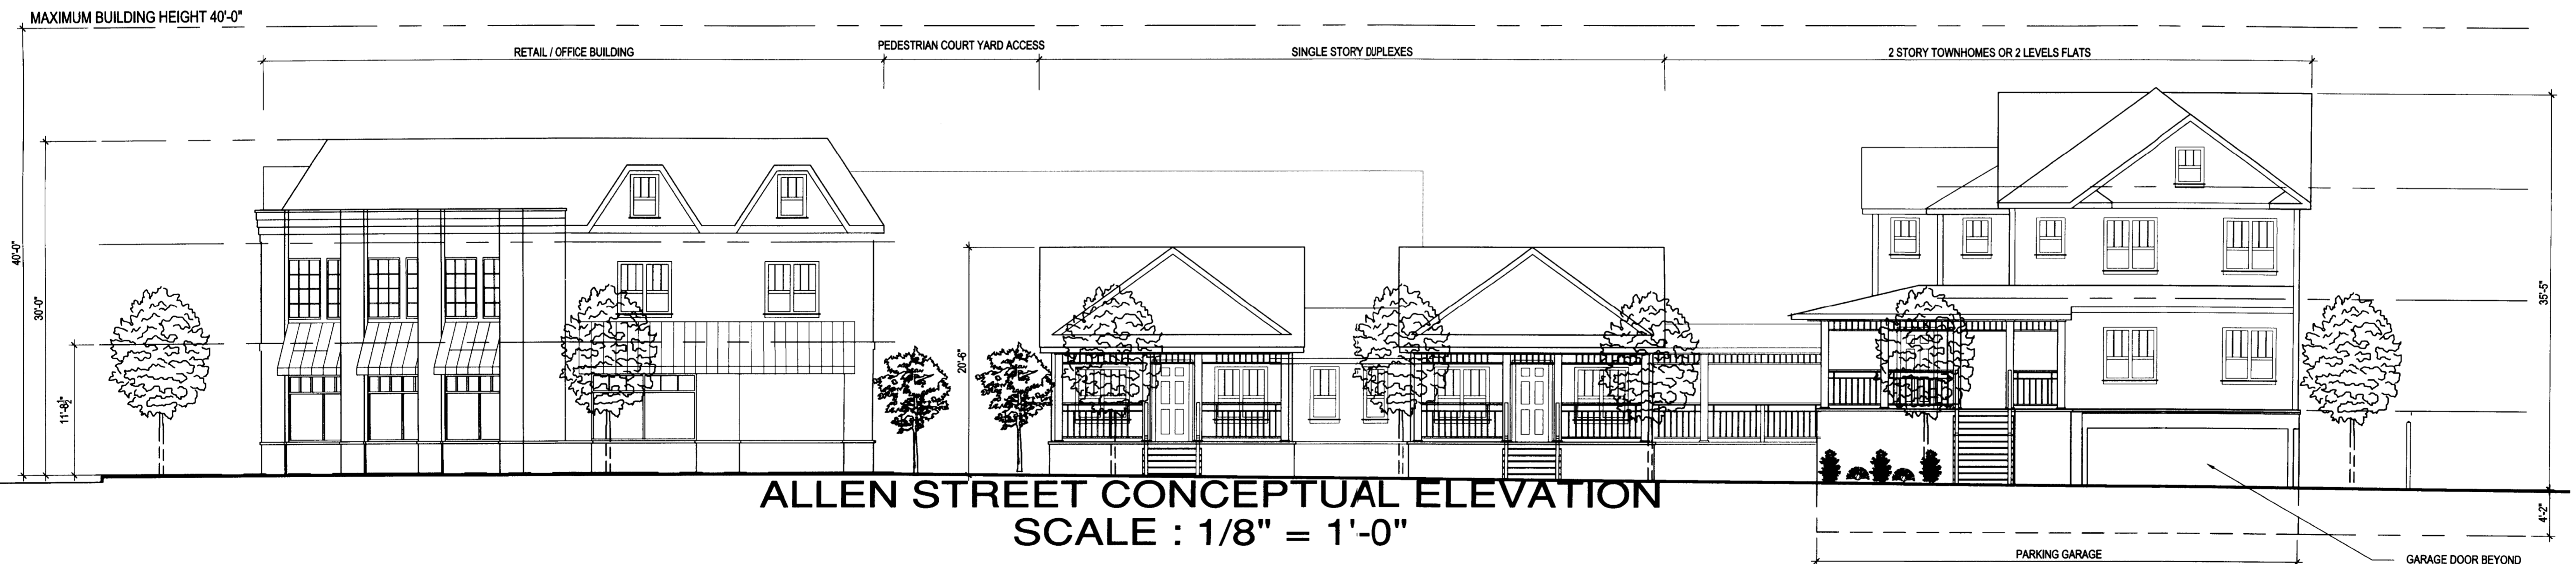 MAXIMUM BUILDING HEIGHT 40'-0"
RETAIL / OFFICE BUILDING
PEDESTRIAN COURT YARD ACCESS
SINGLE STORY DUPLEXES
2 STORY TOWNHOMES OR 2 LEVELS FLATS
40'-0"
30'-0"
11'-8½"
20'-6"
35'-5"
4'-2"
ALLEN STREET CONCEPTUAL ELEVATION
SCALE : 1/8" = 1'-0"
PARKING GARAGE
GARAGE DOOR BEYOND